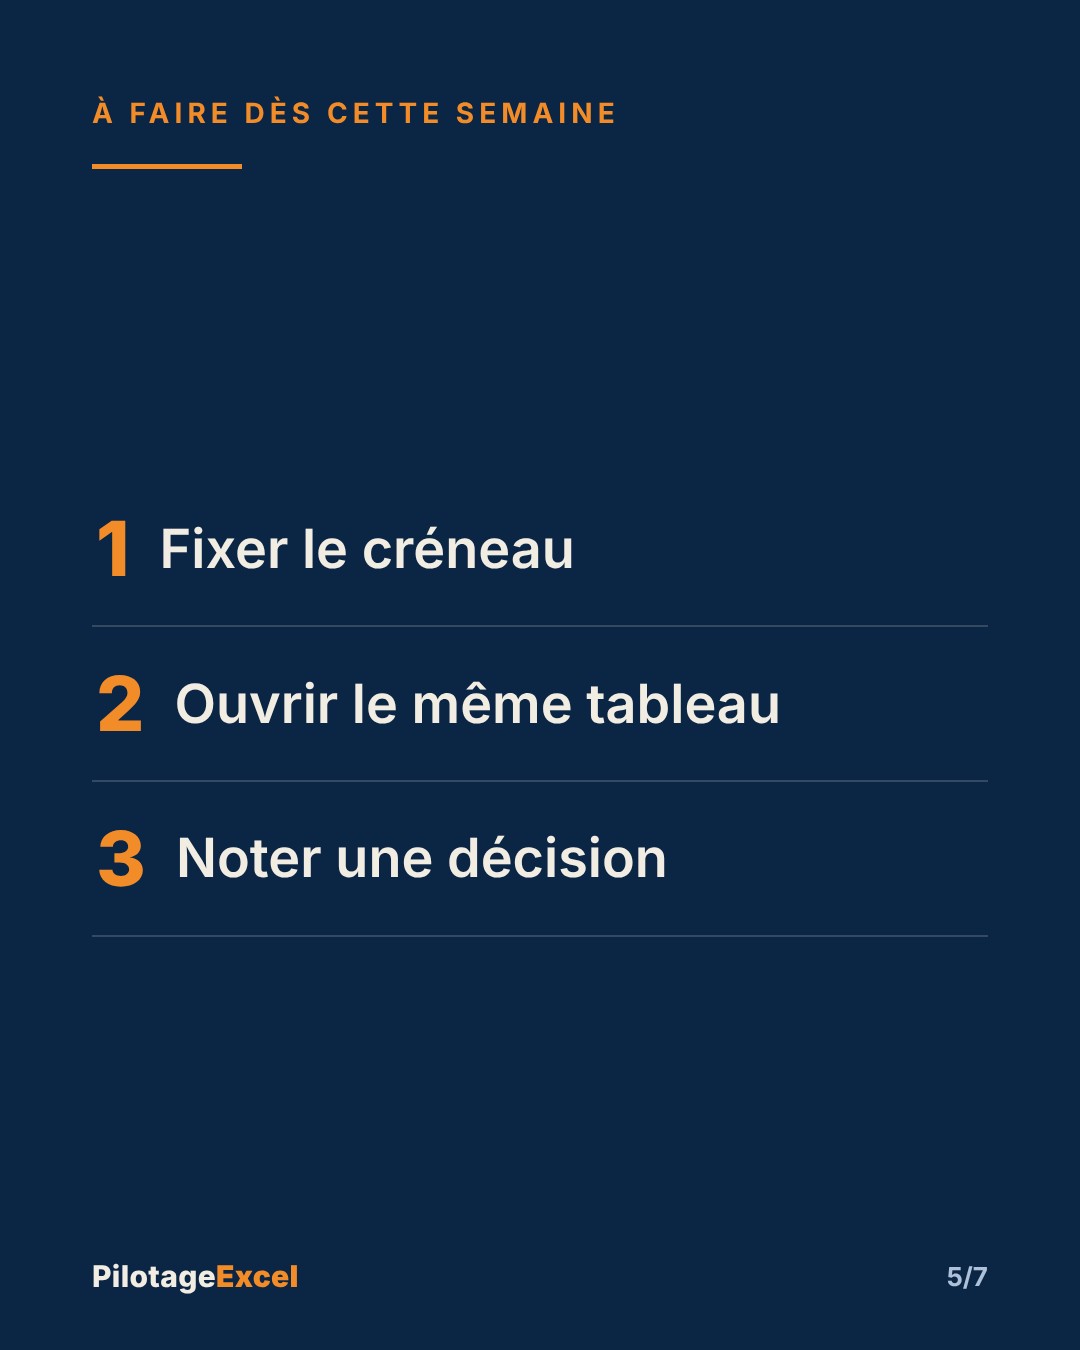 À FAIRE DÈS CETTE SEMAINE
1 Fixer le créneau
2 Ouvrir le même tableau
3 Noter une décision
PilotageExcel
5/7